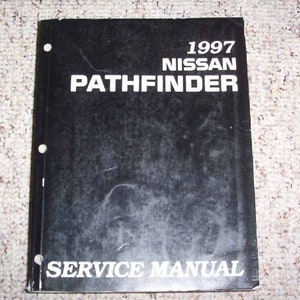 1997
NISSAN
PATHFINDER
SERVICE MANUAL